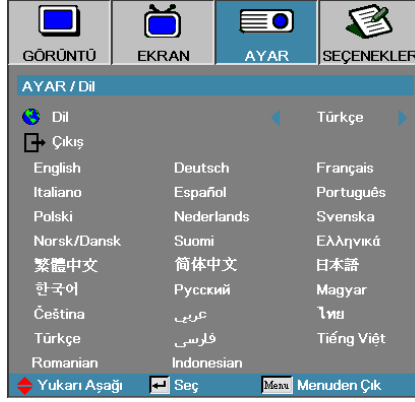 GÖRÜNTÜ EKRAN AYAR SEÇENEKLER
AYAR / Dil
Dil Türkçe
Çıkış
English Deutsch Français
Italiano Español Português
Polski Nederlands Svenska
Norsk/Dansk Suomi Ελληνικά
繁體中文 简体中文 日本語
한국어 Русский Magyar
Čeština عربي ไทย
Türkçe فارسی Tiếng Việt
Romanian Indonesian
Yukarı Aşağı Seç Menu Menuden Çık